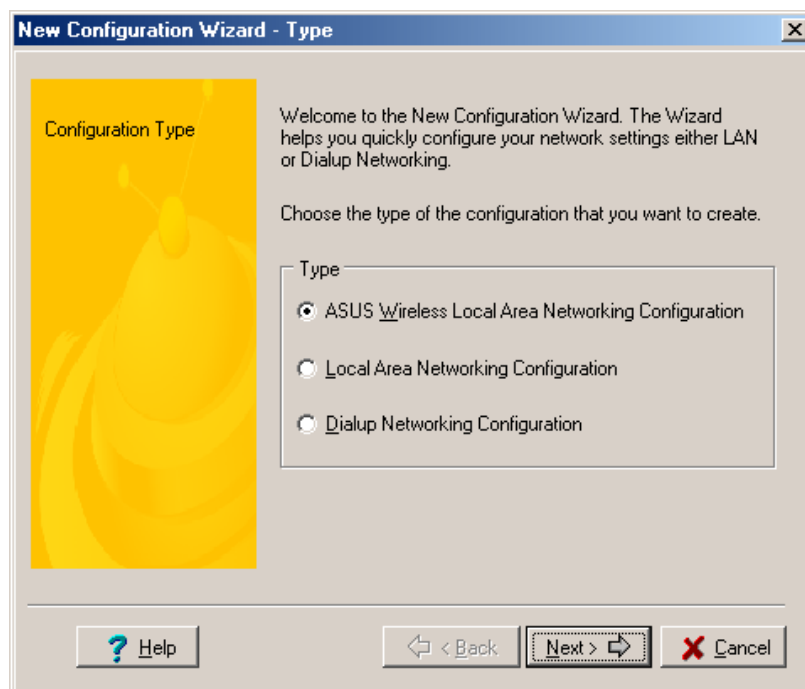 New Configuration Wizard - Type
Configuration Type
Welcome to the New Configuration Wizard. The Wizard
helps you quickly configure your network settings either LAN
or Dialup Networking.
Choose the type of the configuration that you want to create.
Type
ASUS Wireless Local Area Networking Configuration
Local Area Networking Configuration
Dialup Networking Configuration
Help
< Back
Next >
Cancel